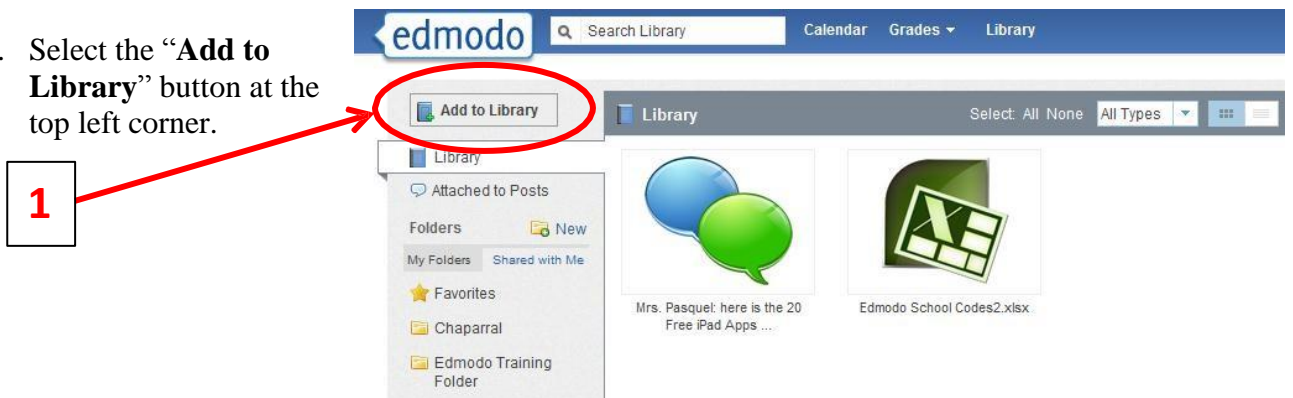 . Select the “Add to
Library” button at the
top left corner.
1
edmodo
Search Library
Calendar Grades Library
Add to Library
Library
Attached to Posts
Folders New
My Folders Shared with Me
Favorites
Chaparral
Edmodo Training
Folder
Library Select: All None All Types
Mrs. Pasquel: here is the 20
Free iPad Apps ...
Edmodo School Codes2.xlsx